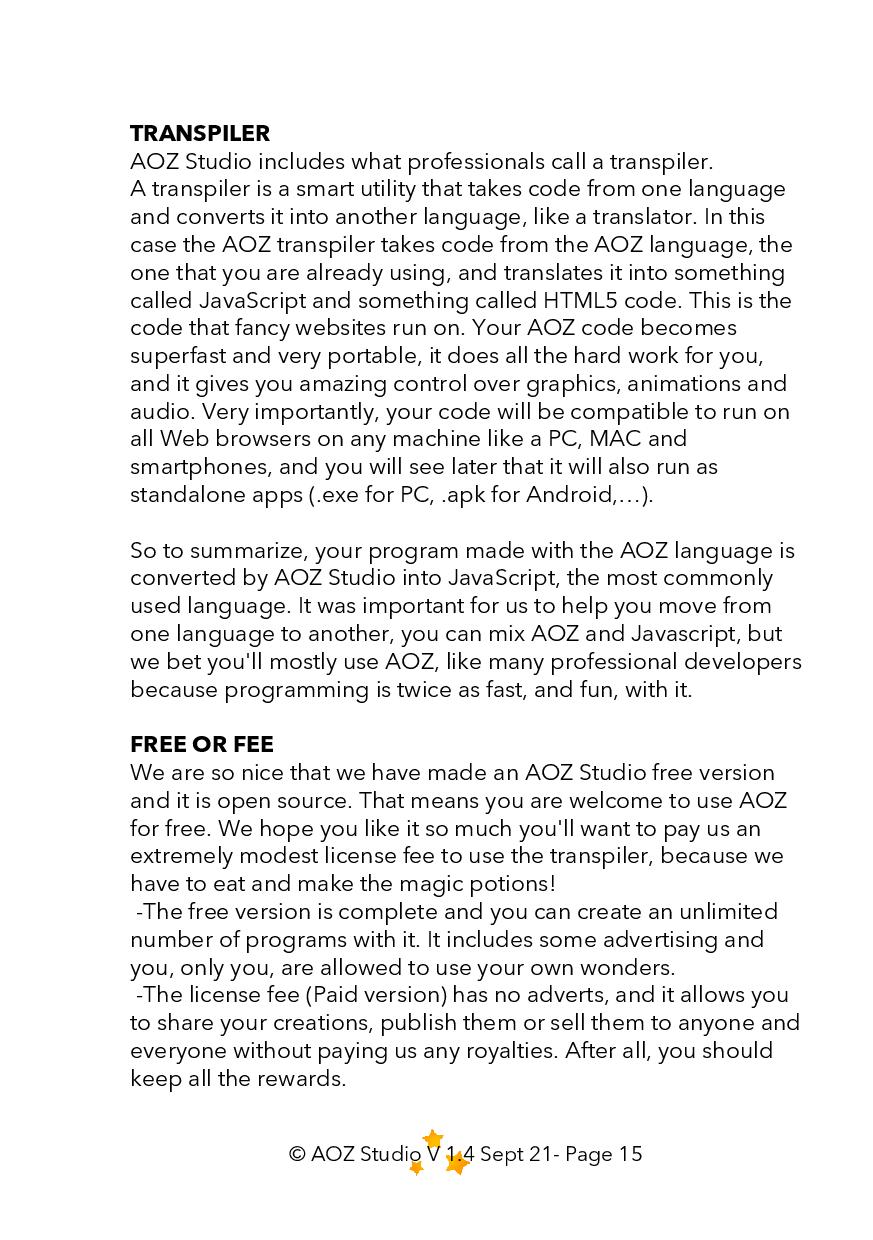 TRANSPILER
AOZ Studio includes what professionals call a transpiler.
A transpiler is a smart utility that takes code from one language
and converts it into another language, like a translator. In this
case the AOZ transpiler takes code from the AOZ language, the
one that you are already using, and translates it into something
called JavaScript and something called HTML5 code. This is the
code that fancy websites run on. Your AOZ code becomes
superfast and very portable, it does all the hard work for you,
and it gives you amazing control over graphics, animations and
audio. Very importantly, your code will be compatible to run on
all Web browsers on any machine like a PC, MAC and
smartphones, and you will see later that it will also run as
standalone apps (.exe for PC, .apk for Android,…).
So to summarize, your program made with the AOZ language is
converted by AOZ Studio into JavaScript, the most commonly
used language. It was important for us to help you move from
one language to another, you can mix AOZ and Javascript, but
we bet you'll mostly use AOZ, like many professional developers
because programming is twice as fast, and fun, with it.
FREE OR FEE
We are so nice that we have made an AOZ Studio free version
and it is open source. That means you are welcome to use AOZ
for free. We hope you like it so much you'll want to pay us an
extremely modest license fee to use the transpiler, because we
have to eat and make the magic potions!
-The free version is complete and you can create an unlimited
number of programs with it. It includes some advertising and
you, only you, are allowed to use your own wonders.
-The license fee (Paid version) has no adverts, and it allows you
to share your creations, publish them or sell them to anyone and
everyone without paying us any royalties. After all, you should
keep all the rewards.
© AOZ Studio V 1.4 Sept 21- Page 15